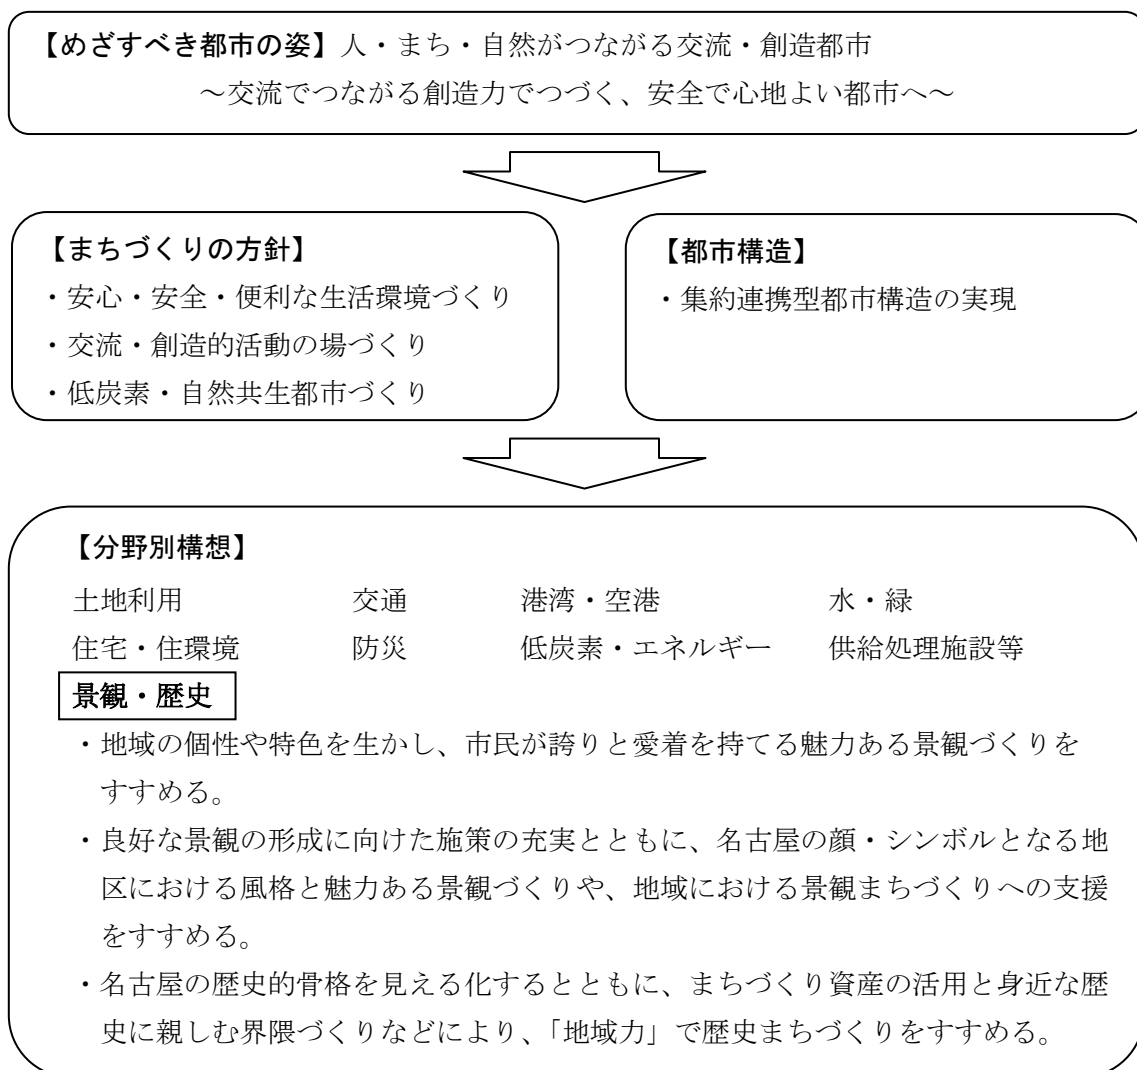 【めざすべき都市の姿】人・まち・自然がつながる交流・創造都市
～交流でつながる創造力でつづく、安全で心地よい都市へ～
【まちづくりの方針】
・安心・安全・便利な生活環境づくり
・交流・創造的活動の場づくり
・低炭素・自然共生都市づくり
【都市構造】
・集約連携型都市構造の実現
【分野別構想】
土地利用 交通 港湾・空港 水・緑
住宅・住環境 防災 低炭素・エネルギー 供給処理施設等
景観・歴史
・地域の個性や特色を生かし、市民が誇りと愛着を持てる魅力ある景観づくりを
すすめる。
・良好な景観の形成に向けた施策の充実とともに、名古屋の顔・シンボルとなる地
区における風格と魅力ある景観づくりや、地域における景観まちづくりへの支援
をすすめる。
・名古屋の歴史的骨格を見える化するとともに、まちづくり資産の活用と身近な歴
史に親しむ界隈づくりなどにより、「地域力」で歴史まちづくりをすすめる。